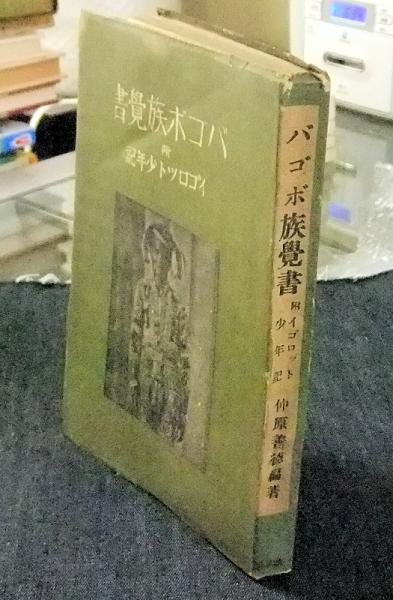 バゴボ族覺書
附
イゴロット少年記
バゴボ族覺書
附イゴロット
少年記
仲原善徳編著